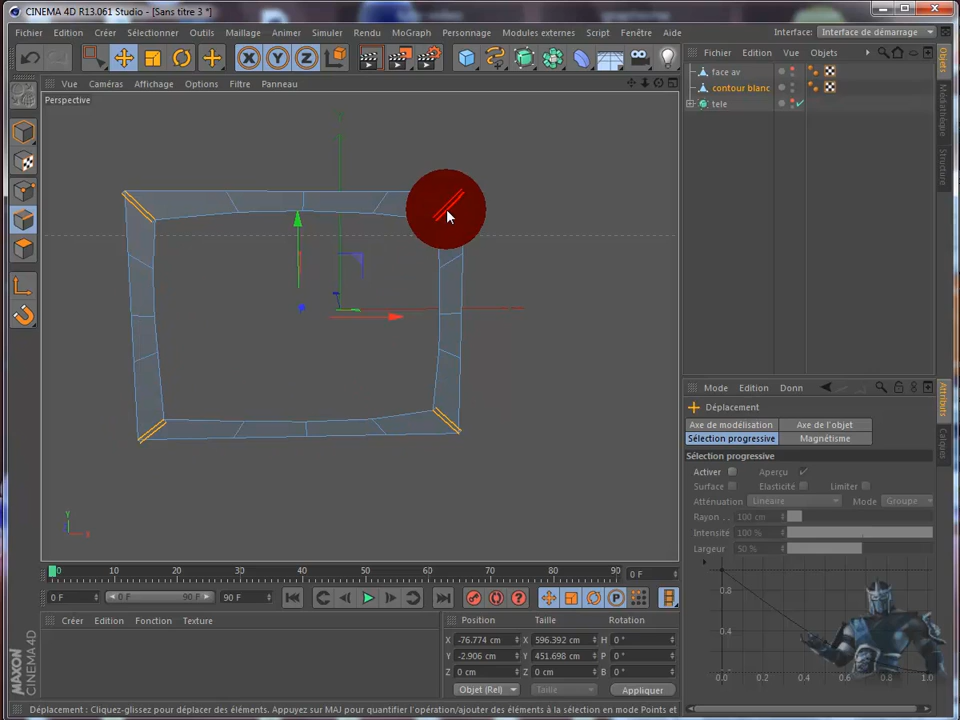 CINEMA 4D R13.061 Studio - [Sans titre 3 *]
Fichier Edition Créer Sélectionner Outils Maillage Animer Simuler Rendu MoGraph Personnage Modules externes Script Fenêtre Aide Interface: Interface de démarrage
X Y Z
Fichier Edition Vue Objets
Objets
Médiathèque
Structure
Vue Caméras Affichage Options Filtre Panneau
Perspective
face av
contour blanc
tele
Mode Edition Donn
Attributs
Calques
Déplacement
Axe de modélisation Axe de l'objet
Sélection progressive Magnétisme
Sélection progressive
Activer Aperçu
Surface Elasticité Limiter
Atténuation Linéaire Mode Groupe
Rayon . . 100 cm
Intensité 100 %
Largeur 50 %
0.8
0.4
0.0 0.2 0.4 0.6 0.8 1.0
Y
X
0 10 20 30 40 50 60 70 80 90 0 F
0 F 0 F 90 F 90 F
P
Créer Edition Fonction Texture
Position Taille Rotation
X -76.774 cm X 596.392 cm H 0 °
Y -2.906 cm Y 451.698 cm P 0 °
Z 0 cm Z 0 cm B 0 °
Objet (Rel) Taille Appliquer
MAXON
CINEMA 4D
Déplacement : Cliquez-glissez pour déplacer des éléments. Appuyez sur MAJ pour quantifier l'opération/ajouter des éléments à la sélection en mode Points et